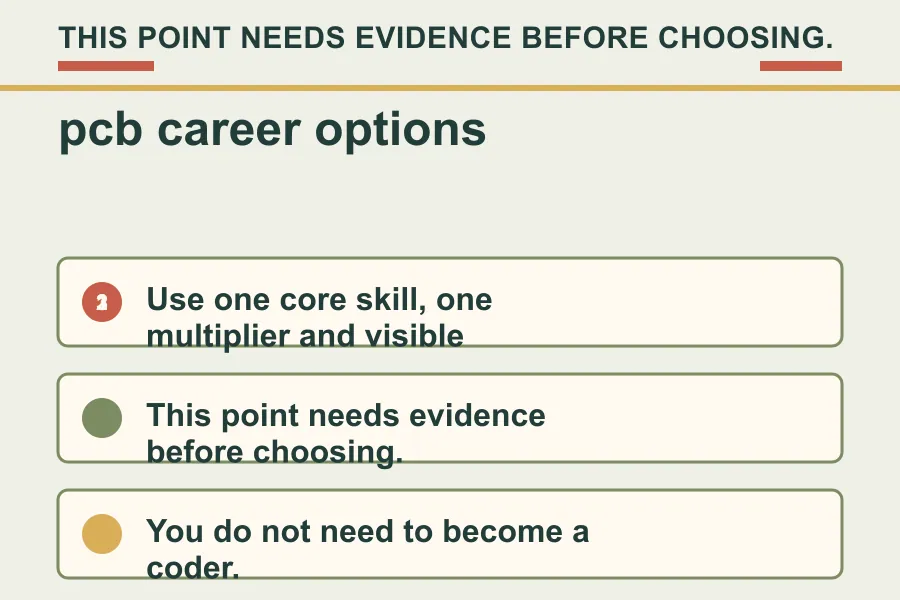 THIS POINT NEEDS EVIDENCE BEFORE CHOOSING.
pcb career options
Use one core skill, one
multiplier and visible
This point needs evidence
before choosing.
You do not need to become a
coder.